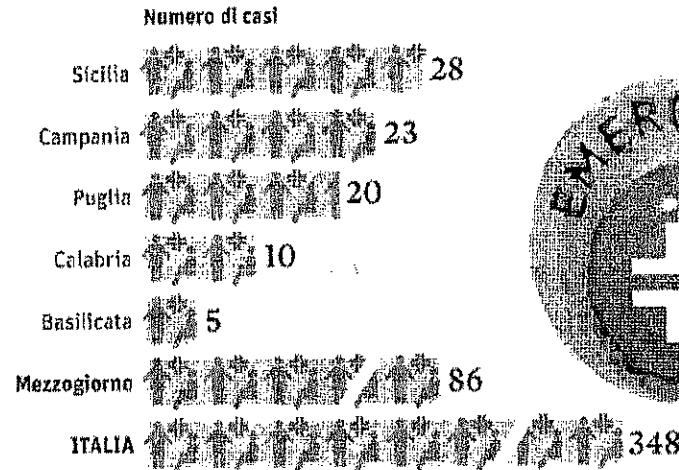 Numero di casi
Sicilia 28
Campania 23
Puglia 20
Calabria 10
Basilicata 5
Mezzogiorno 86
ITALIA 348